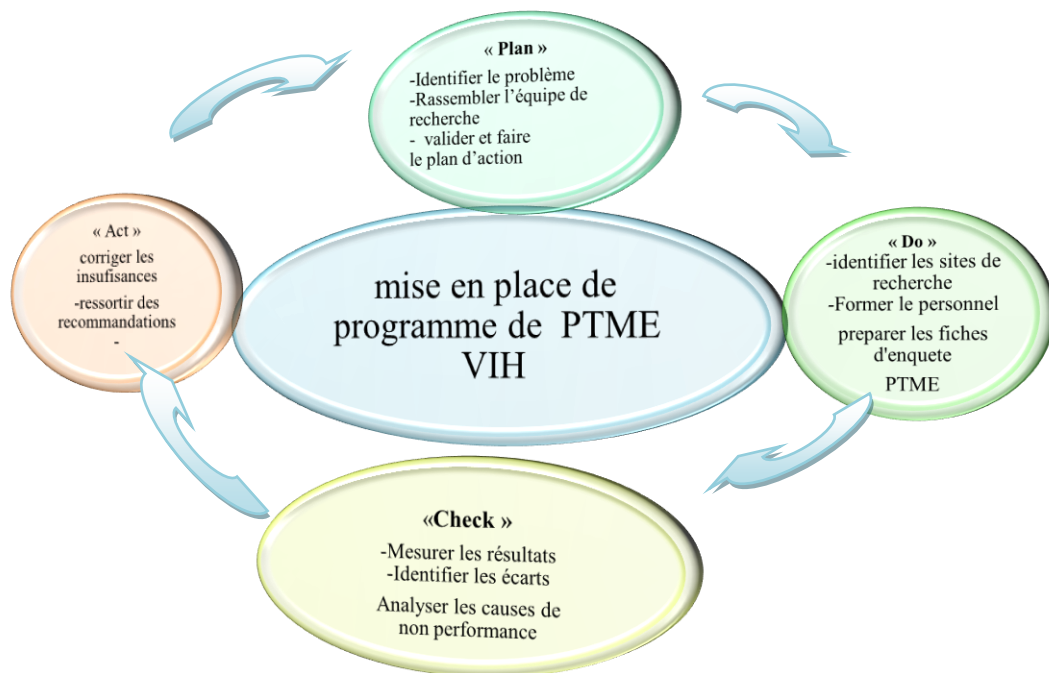 « Plan »
-Identifier le problème
-Rassembler l’équipe de
recherche
- valider et faire
le plan d’action
« Act »
corriger les
insufisances
-ressortir des
recommandations
-
mise en place de
programme de PTME
VIH
« Do »
-identifier les sites de
recherche
-Former le personnel
preparer les fiches
d'enquete
PTME
«Check »
-Mesurer les résultats
-Identifier les écarts
Analyser les causes de
non performance